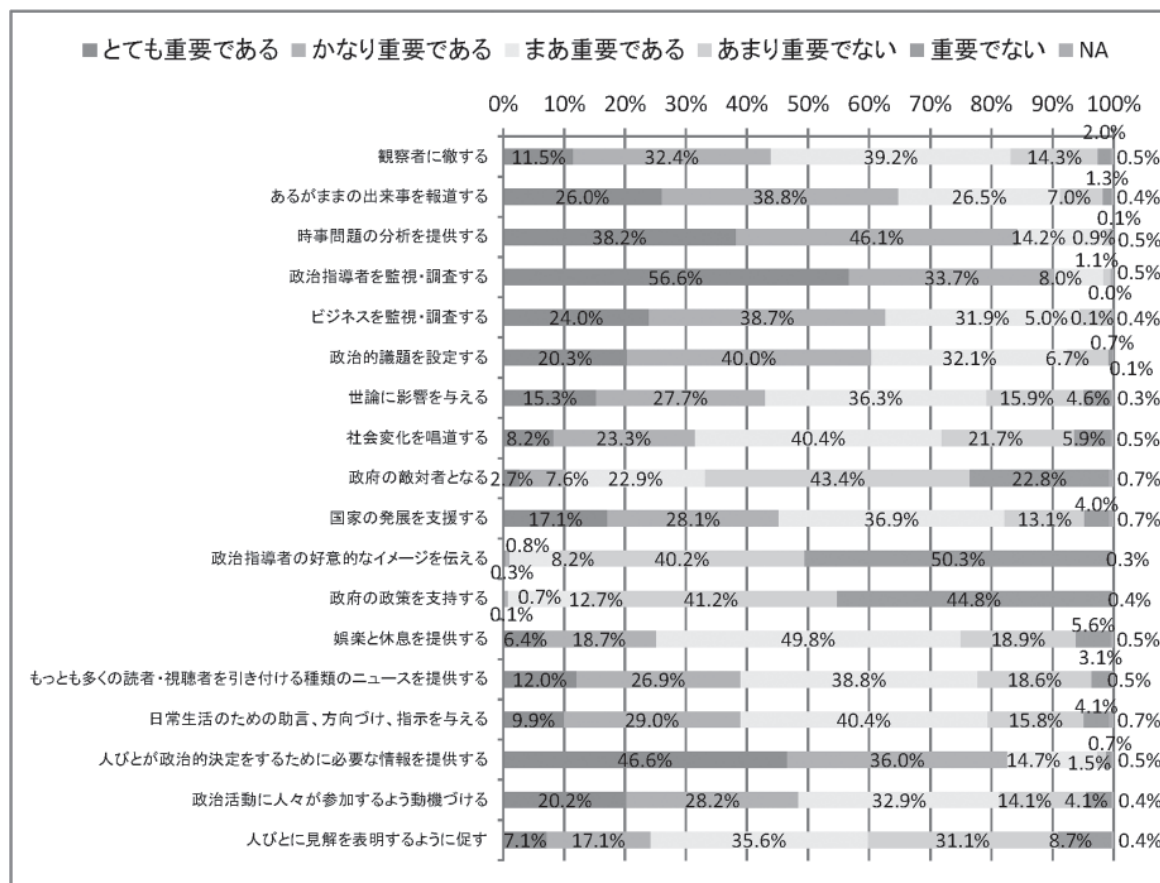 とても重要である かなり重要である まあ重要である あまり重要でない 重要でない NA
0% 10% 20% 30% 40% 50% 60% 70% 80% 90% 100%
2.0%
観察者に徹する 11.5% 32.4% 39.2% 14.3% 0.5%
1.3%
あるがままの出来事を報道する 26.0% 38.8% 26.5% 7.0% 0.4%
0.1%
時事問題の分析を提供する 38.2% 46.1% 14.2% 0.9% 0.5%
1.1%
政治指導者を監視・調査する 56.6% 33.7% 8.0% 0.5%
0.0%
ビジネスを監視・調査する 24.0% 38.7% 31.9% 5.0% 0.1% 0.4%
0.7%
政治的議題を設定する 20.3% 40.0% 32.1% 6.7% 0.1%
世論に影響を与える 15.3% 27.7% 36.3% 15.9% 4.6% 0.3%
社会変化を唱道する 8.2% 23.3% 40.4% 21.7% 5.9% 0.5%
政府の敵対者となる 2.7% 7.6% 22.9% 43.4% 22.8% 0.7%
4.0%
国家の発展を支援する 17.1% 28.1% 36.9% 13.1% 0.7%
0.8%
政治指導者の好意的なイメージを伝える 8.2% 40.2% 50.3% 0.3%
0.3%
政府の政策を支持する 0.7% 12.7% 41.2% 44.8% 0.4%
0.1%
5.6%
娯楽と休息を提供する 6.4% 18.7% 49.8% 18.9% 0.5%
3.1%
もっとも多くの読者・視聴者を引き付ける種類のニュースを提供する 12.0% 26.9% 38.8% 18.6% 0.5%
4.1%
日常生活のための助言、方向づけ、指示を与える 9.9% 29.0% 40.4% 15.8% 0.7%
0.7%
人びとが政治的決定をするために必要な情報を提供する 46.6% 36.0% 14.7% 1.5% 0.5%
政治活動に人々が参加するよう動機づける 20.2% 28.2% 32.9% 14.1% 4.1% 0.4%
人びとに見解を表明するように促す 7.1% 17.1% 35.6% 31.1% 8.7% 0.4%